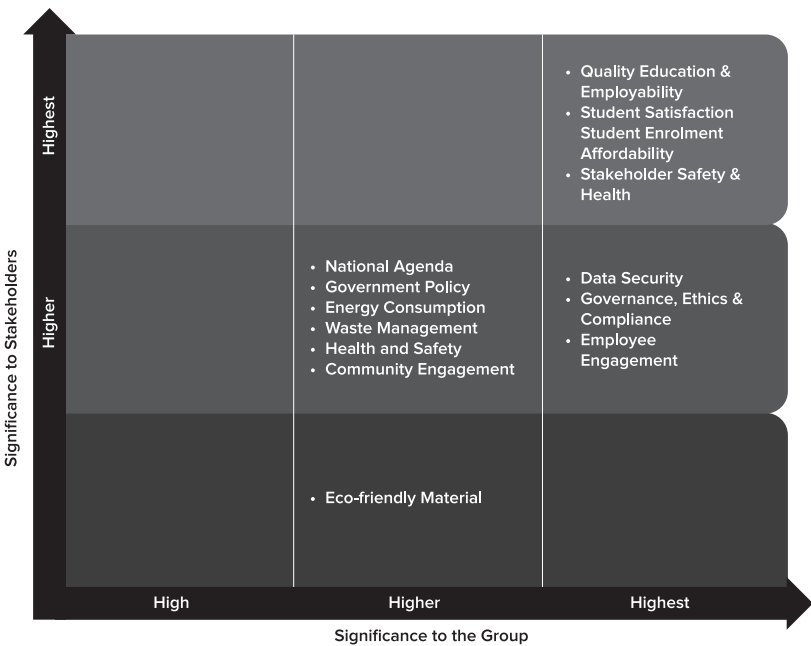 Significance to Stakeholders
Highest
Higher
• Quality Education &
Employability
• Student Satisfaction
Student Enrolment
Affordability
• Stakeholder Safety &
Health
• National Agenda
• Government Policy
• Energy Consumption
• Waste Management
• Health and Safety
• Community Engagement
• Data Security
• Governance, Ethics &
Compliance
• Employee
Engagement
• Eco-friendly Material
High
Higher
Highest
Significance to the Group